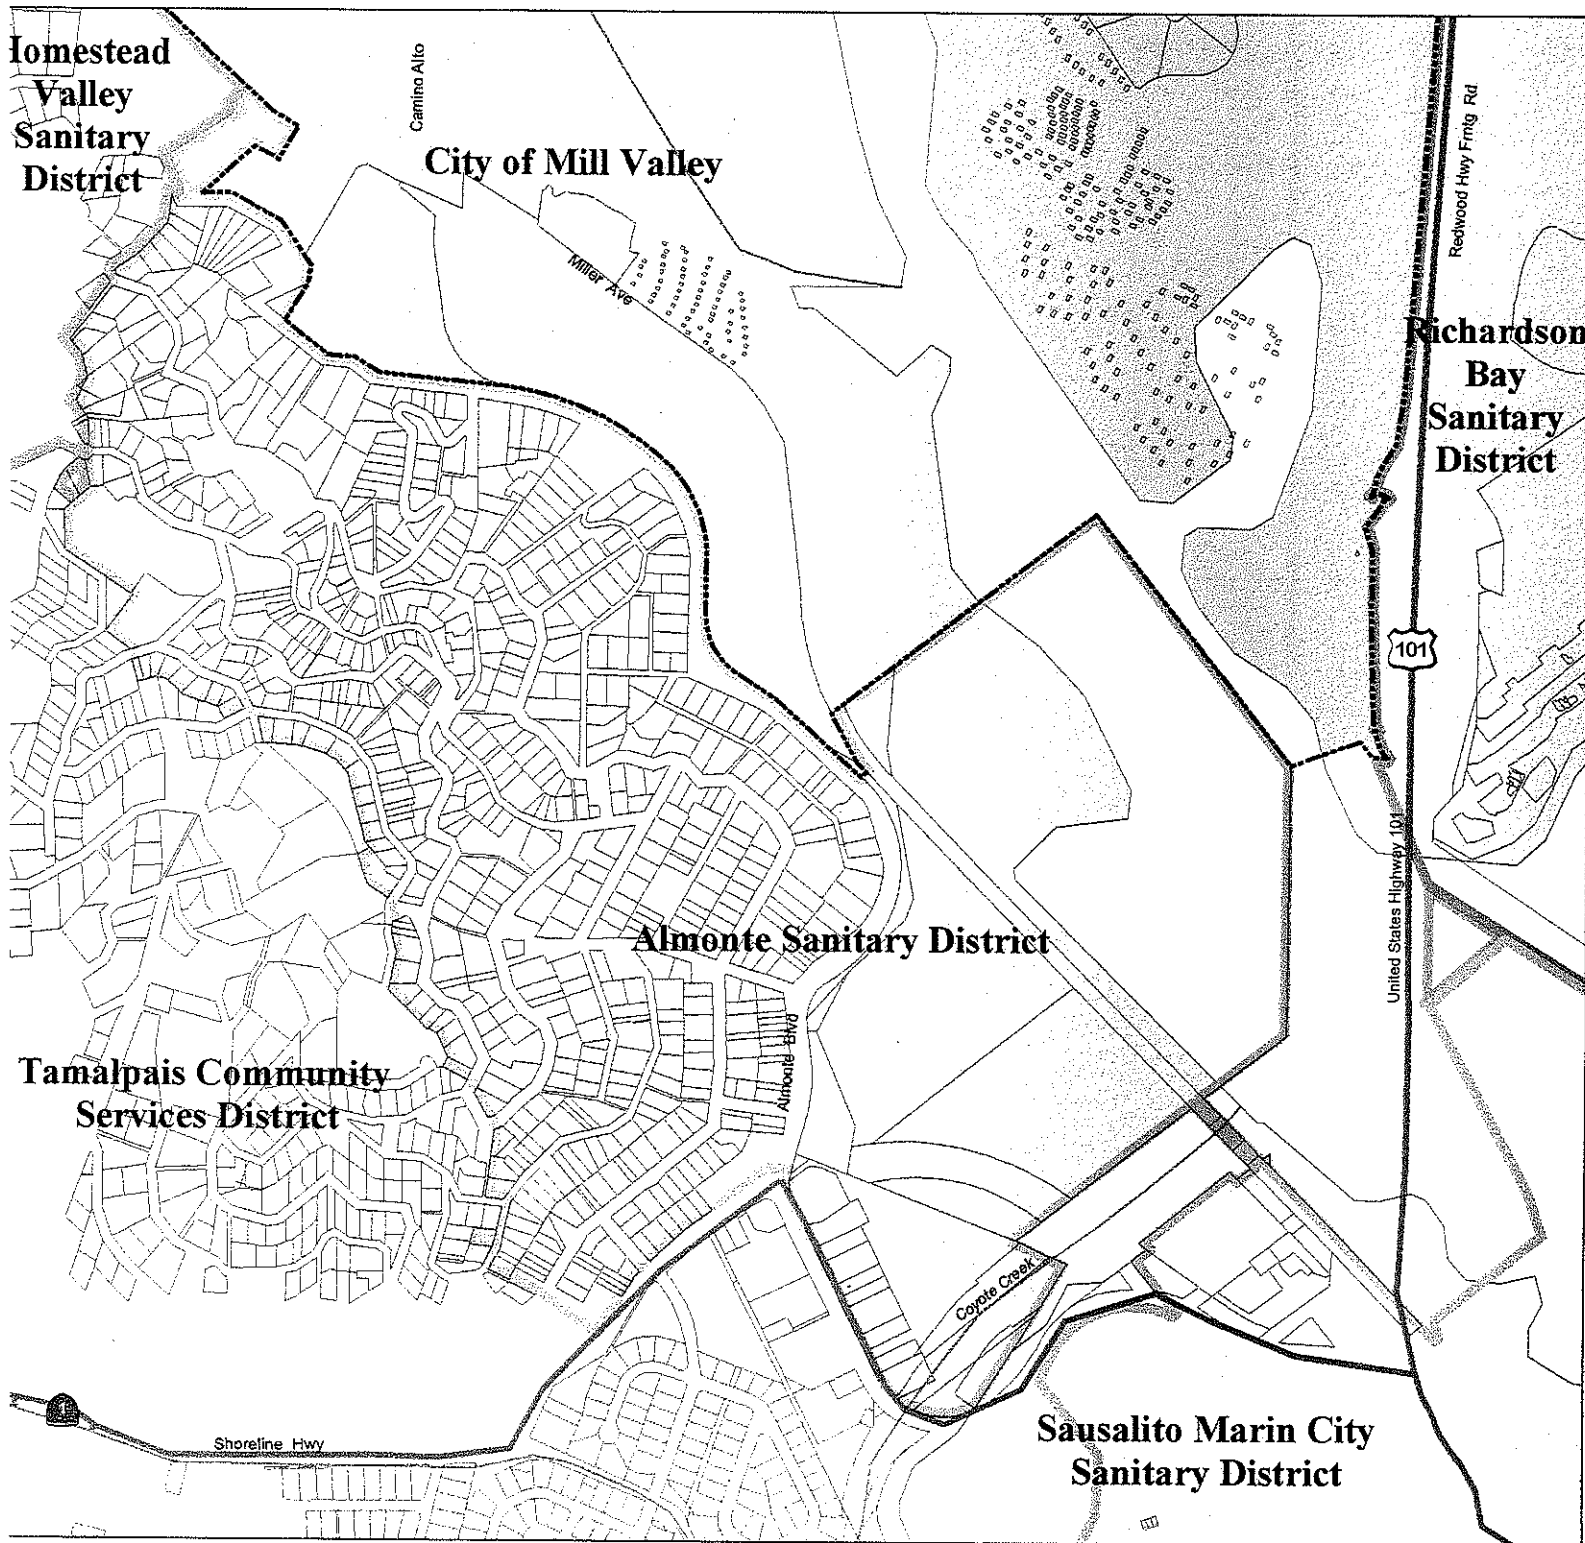 Homestead
Valley
Sanitary
District
Camino Alto
City of Mill Valley
Miller Ave
Redwood Hwy Frntg Rd
Richardson
Bay
Sanitary
District
101
United States Highway 101
Almonte Sanitary District
Almonte Blvd
Tamalpais Community
Services District
Coyote Creek
1
Shoreline Hwy
Sausalito Marin City
Sanitary District